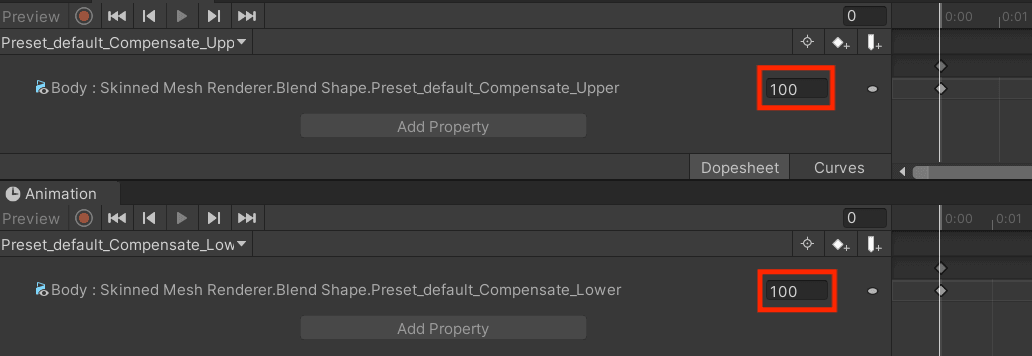 Preview 0 0:00 0:01
Preset_default_Compensate_Upp
Body : Skinned Mesh Renderer.Blend Shape.Preset_default_Compensate_Upper 100
Add Property
Dopesheet Curves
Animation
Preview 0 0:00 0:01
Preset_default_Compensate_Low
Body : Skinned Mesh Renderer.Blend Shape.Preset_default_Compensate_Lower 100
Add Property